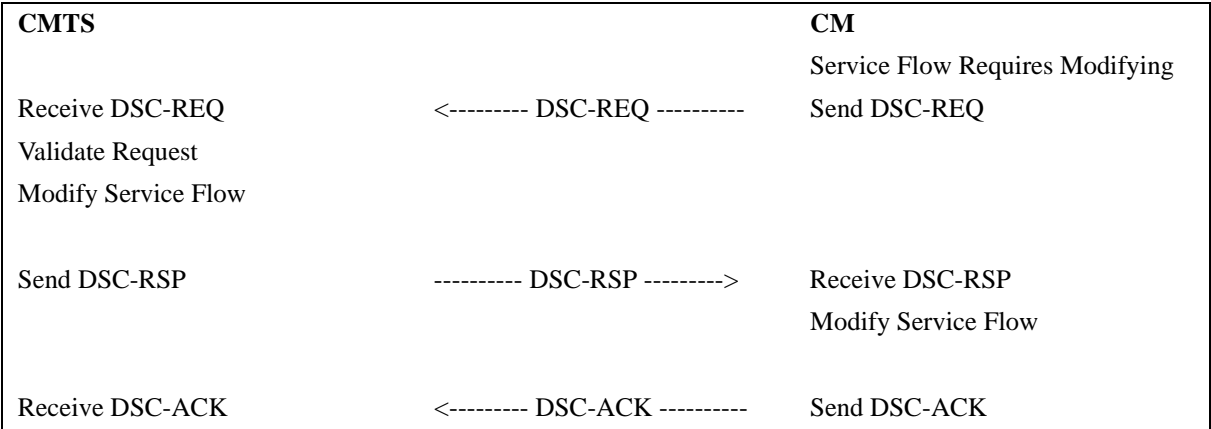 CMTS CM
Service Flow Requires Modifying
Receive DSC-REQ <--------- DSC-REQ ---------- Send DSC-REQ
Validate Request
Modify Service Flow
Send DSC-RSP ---------- DSC-RSP ---------> Receive DSC-RSP
Modify Service Flow
Receive DSC-ACK <--------- DSC-ACK ---------- Send DSC-ACK